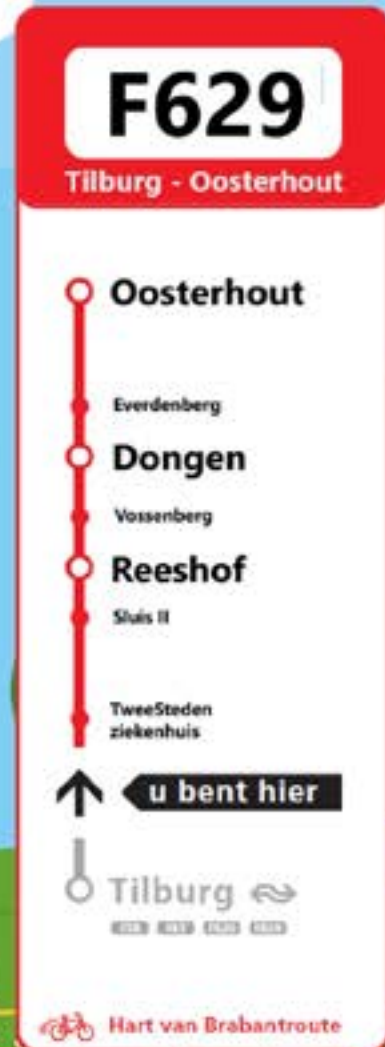 F629
Tilburg - Oosterhout
Oosterhout
Everdenberg
Dongen
Vossenberg
Reeshof
Sluis II
TweeSteden
ziekenhuis
u bent hier
Tilburg
Hart van Brabantroute